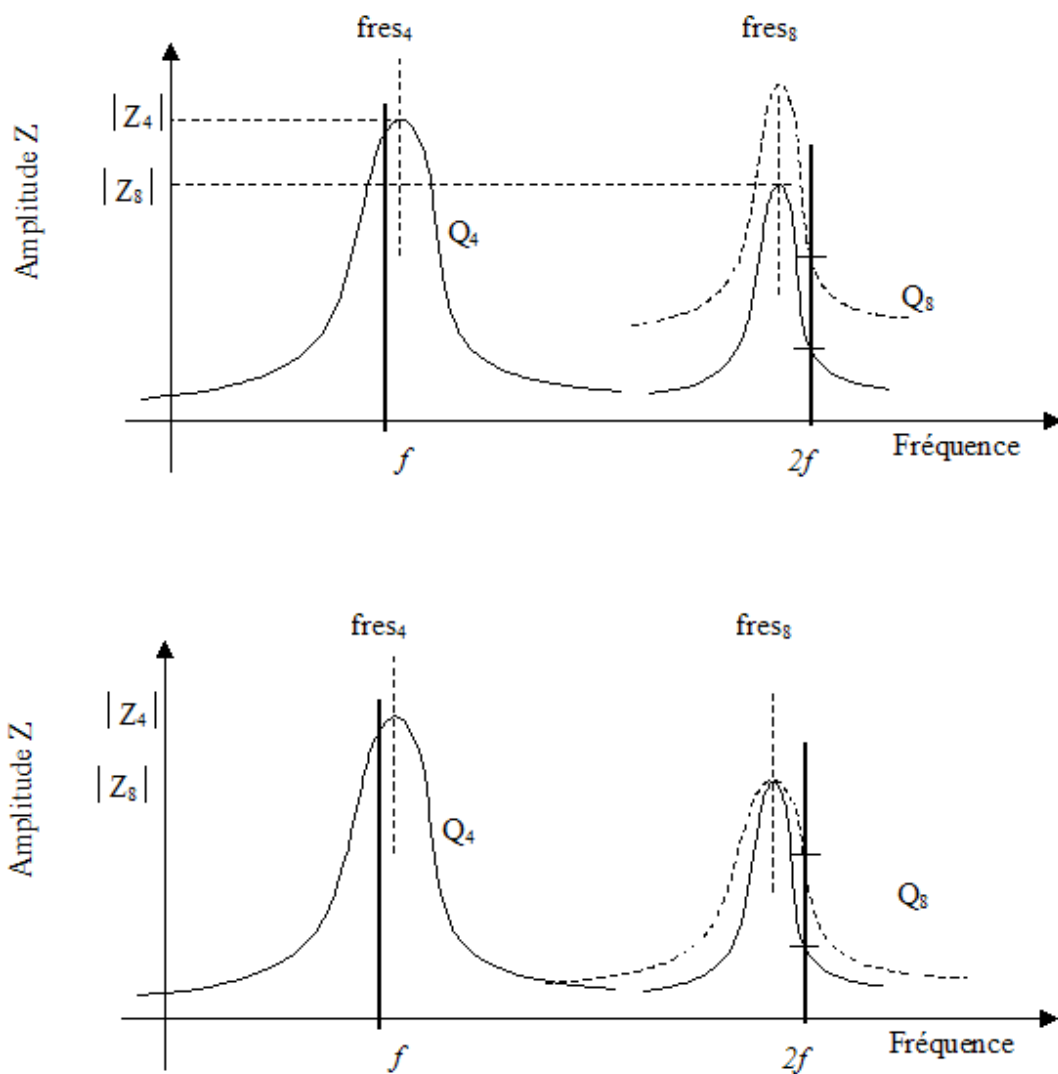 fres₄ fres₈
|Z₄|
|Z₈|
Amplitude Z
Q₄
Q₈
f 2f Fréquence
fres₄ fres₈
|Z₄|
|Z₈|
Amplitude Z
Q₄
Q₈
f 2f Fréquence